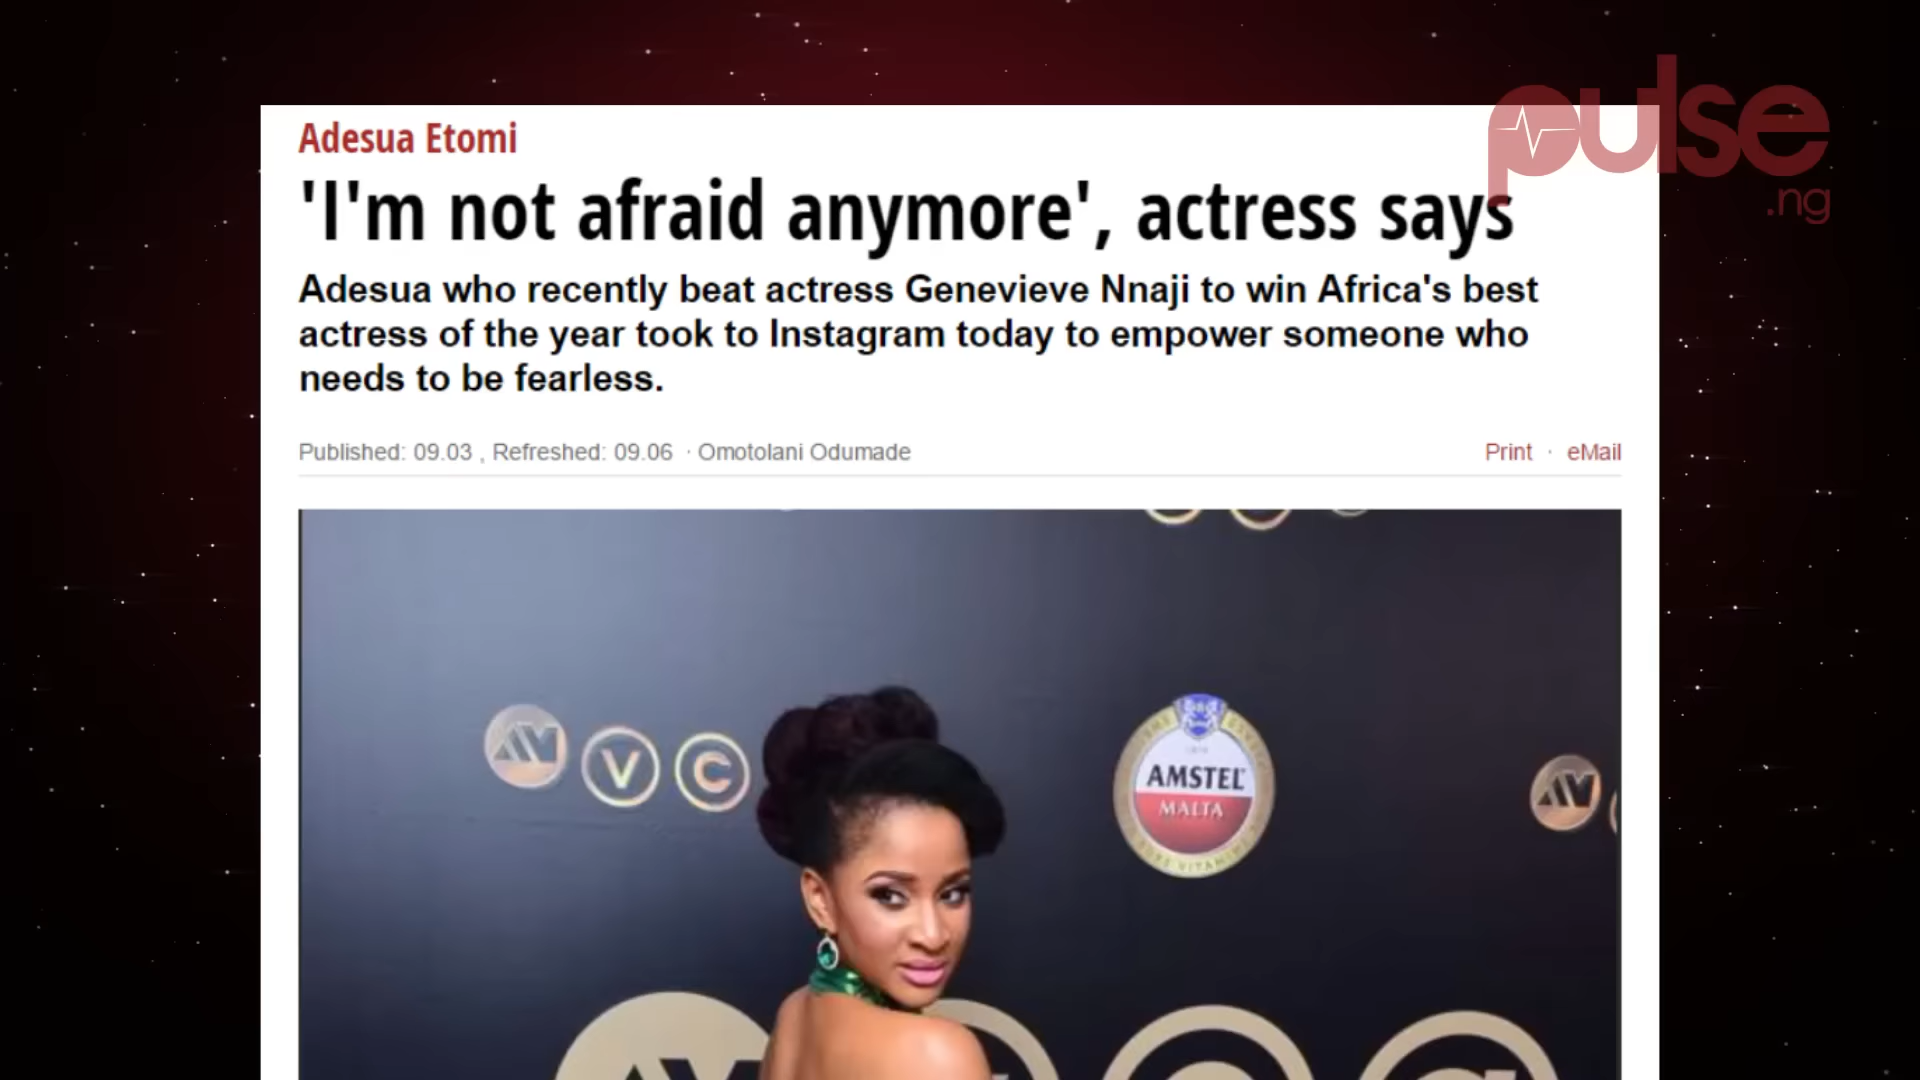 pulse
.ng
Adesua Etomi
'I'm not afraid anymore', actress says
Adesua who recently beat actress Genevieve Nnaji to win Africa's best
actress of the year took to Instagram today to empower someone who
needs to be fearless.
Published: 09.03 , Refreshed: 09.06 · Omotolani Odumade
Print · eMail
V C
AMSTEL
MALTA